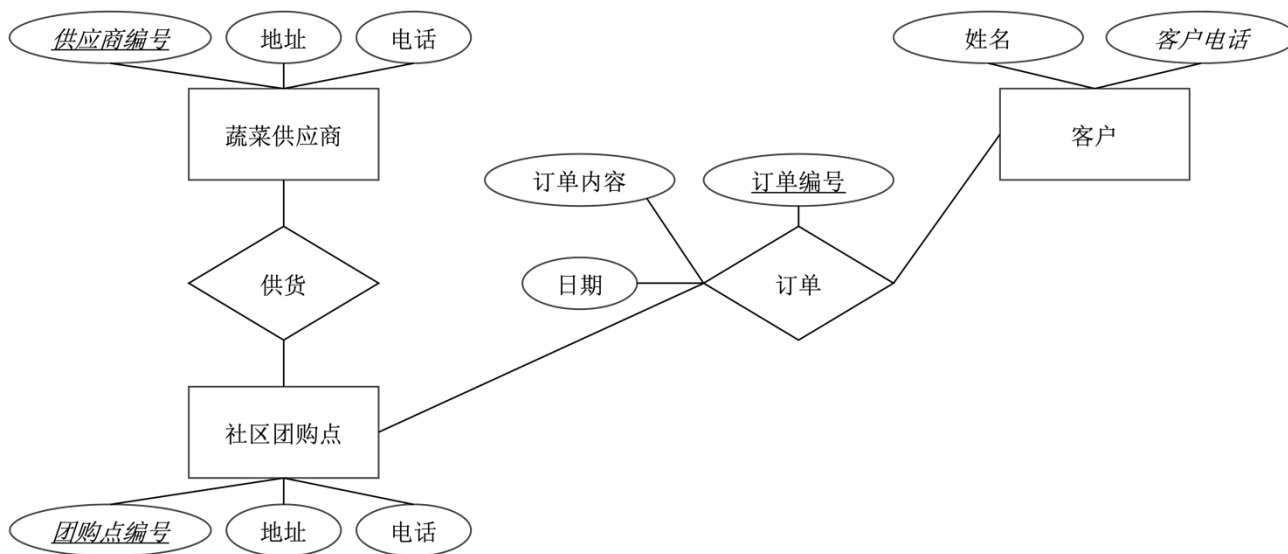 供应商编号
地址
电话
姓名
客户电话
蔬菜供应商
客户
订单内容
订单编号
供货
日期
订单
社区团购点
团购点编号
地址
电话